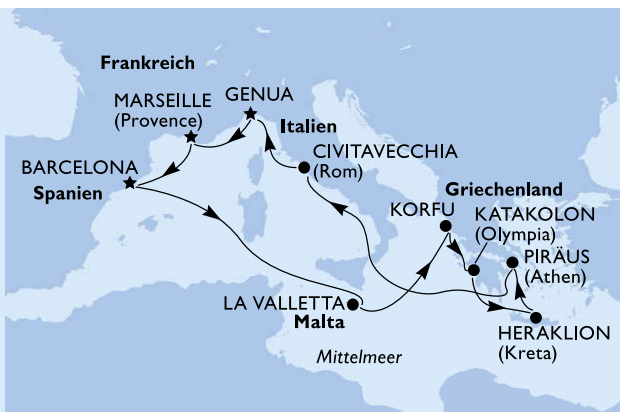 Frankreich
MARSEILLE
(Provence)
GENUA
Italien
BARCELONA
Spanien
CIVITAVECCHIA
(Rom)
Griechenland
KORFU
KATAKOLON
(Olympia)
PIRÄUS
(Athen)
LA VALLETTA
Malta
HERAKLION
(Kreta)
Mittelmeer